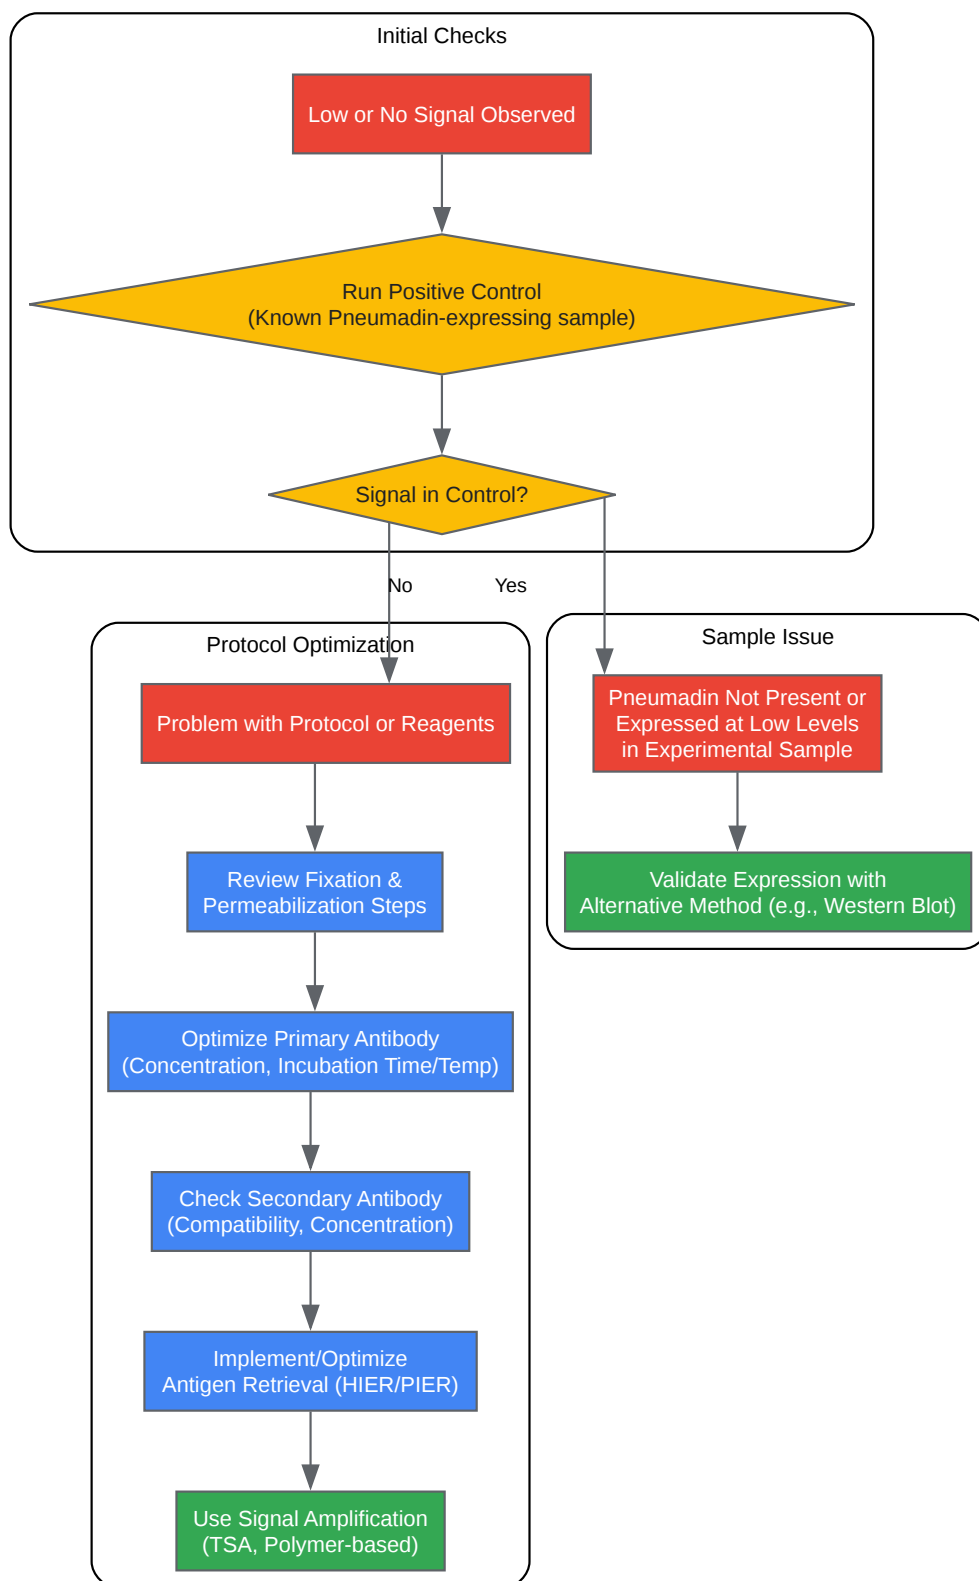 Initial Checks
Low or No Signal Observed
Run Positive Control
(Known Pneumadin-expressing sample)
Signal in Control?
No
Yes
Protocol Optimization
Problem with Protocol or Reagents
Review Fixation &
Permeabilization Steps
Optimize Primary Antibody
(Concentration, Incubation Time/Temp)
Check Secondary Antibody
(Compatibility, Concentration)
Implement/Optimize
Antigen Retrieval (HIER/PIER)
Use Signal Amplification
(TSA, Polymer-based)
Sample Issue
Pneumadin Not Present or
Expressed at Low Levels
in Experimental Sample
Validate Expression with
Alternative Method (e.g., Western Blot)